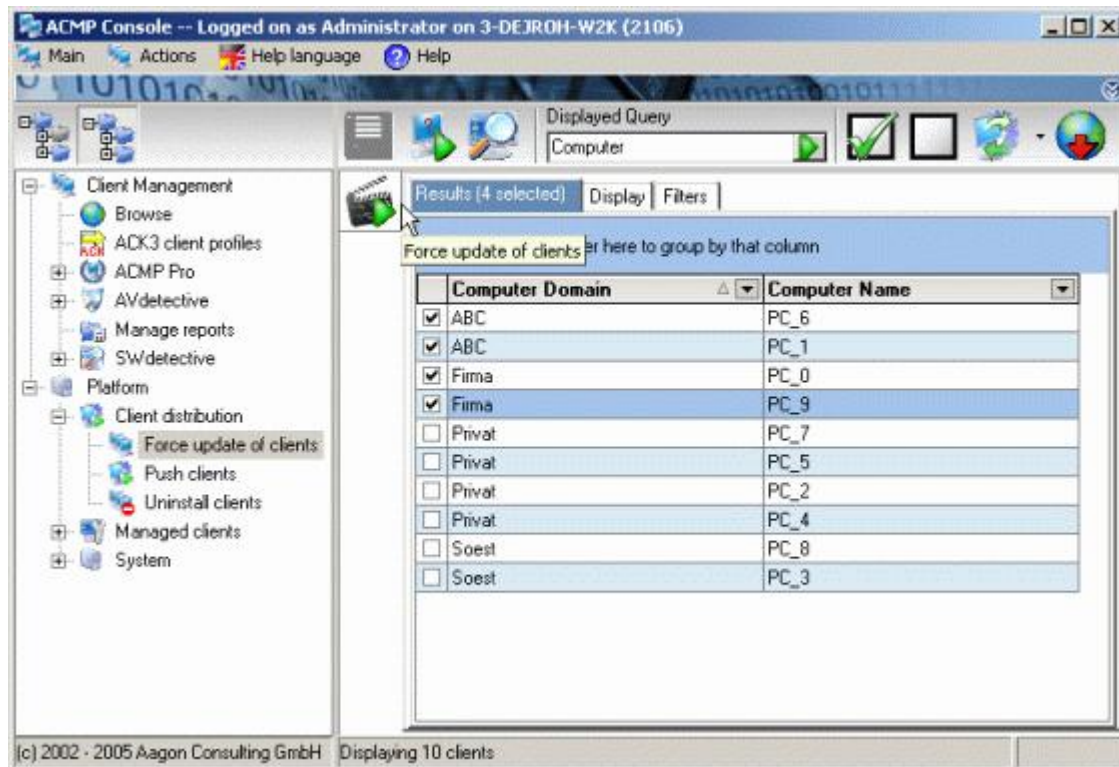 ACMP Console -- Logged on as Administrator on 3-DEJROH-W2K (2106)
Main Actions Help language Help
Displayed Query
Computer
Client Management
Browse
ACK3 client profiles
ACMP Pro
AVdetective
Manage reports
SWdetective
Platform
Client distribution
Force update of clients
Push clients
Uninstall clients
Managed clients
System
Results (4 selected) Display Filters
Force update of clients
er here to group by that column
Computer Domain Computer Name
ABC PC_6
ABC PC_1
Firma PC_0
Firma PC_9
Privat PC_7
Privat PC_5
Privat PC_2
Privat PC_4
Soest PC_8
Soest PC_3
(c) 2002 - 2005 Aagon Consulting GmbH Displaying 10 clients